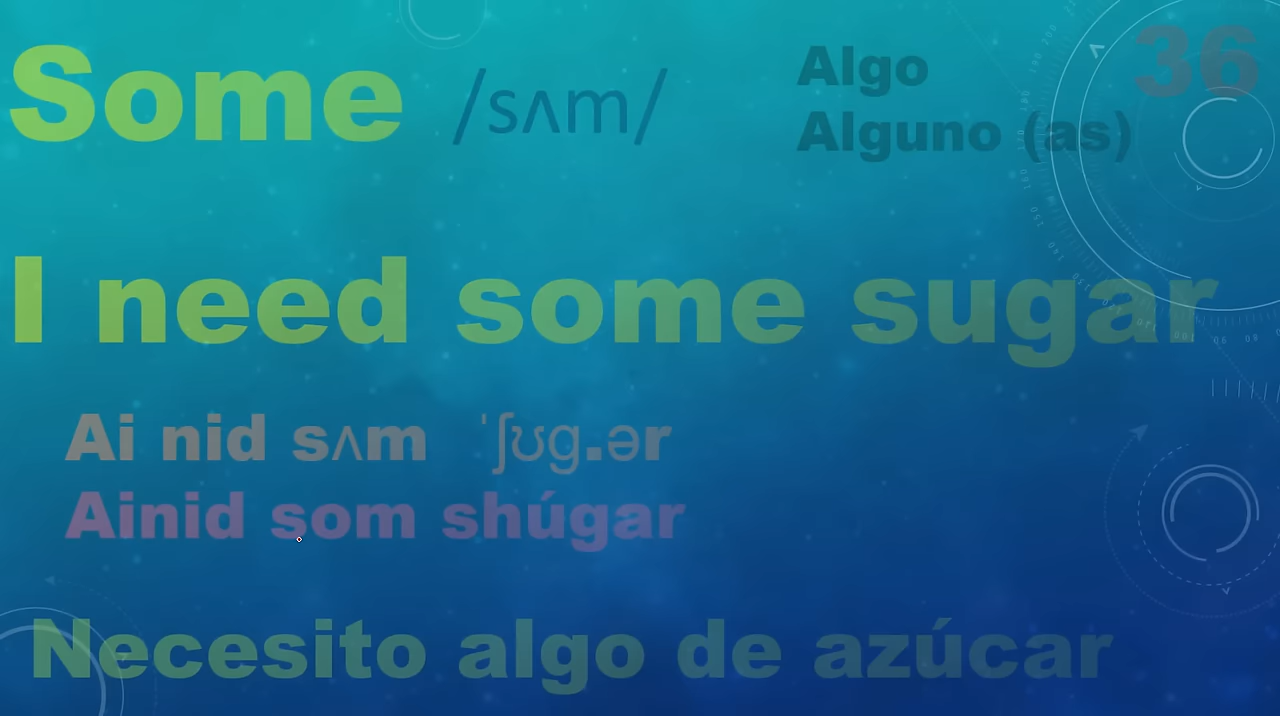 Some /sʌm/ Algo 36
Alguno (as)
I need some sugar
Ai nid sʌm ˈʃʊg.ər
Ainid som shúgar
Necesito algo de azúcar